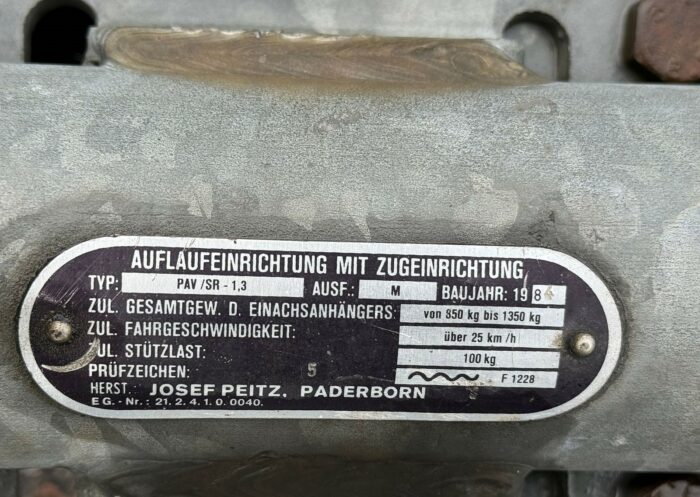 AUFLAUFEINRICHTUNG MIT ZUGEINRICHTUNG
TYP: PAV/SR-1,3 AUSF.: M BAUJAHR: 1984
ZUL. GESAMTGEW. D. EINACHSANHÄNGERS: von 850 kg bis 1350 kg
ZUL. FAHRGESCHWINDIGKEIT: über 25 km/h
ZUL. STÜTZLAST: 100 kg
PRÜFZEICHEN: 5 F 1228
HERST.: JOSEF PEITZ, PADERBORN
EG.-Nr.: 21.2.4.1.0.0040.